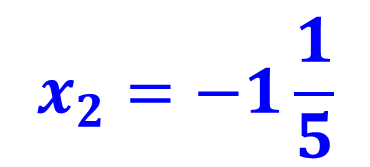 x₂ = −1 1/5